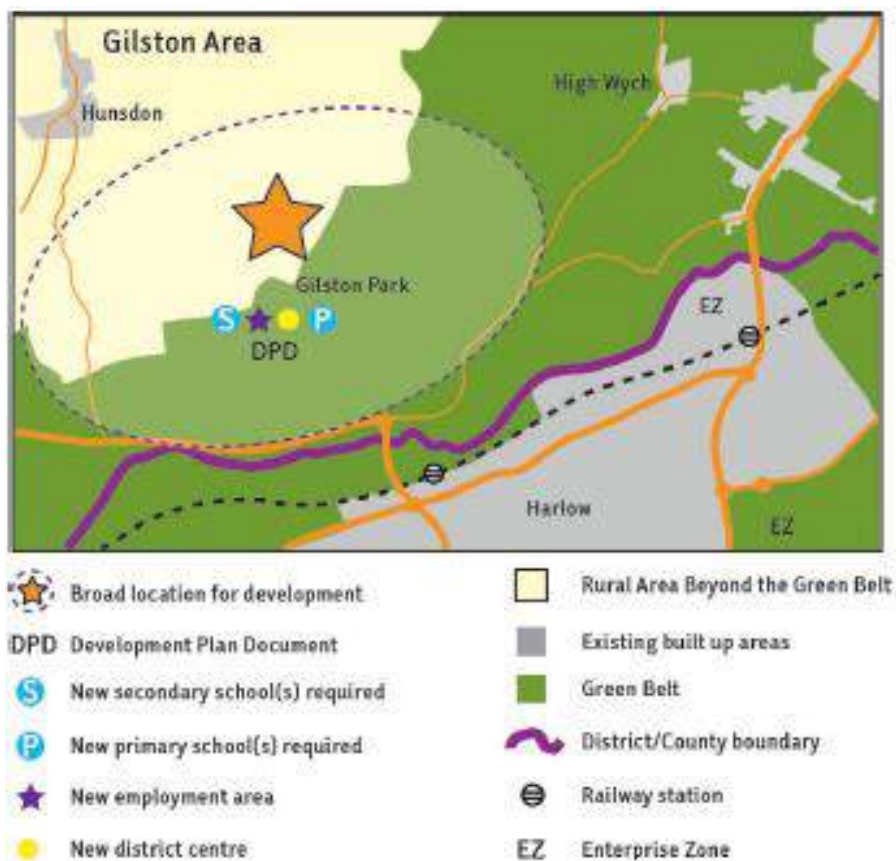 Gilston Area
Hunsdon
High Wych
Gilston Park
S P
DPD
EZ
Harlow
EZ
Broad location for development
DPD Development Plan Document
S New secondary school(s) required
P New primary school(s) required
New employment area
New district centre
Rural Area Beyond the Green Belt
Existing built up areas
Green Belt
District/County boundary
Railway station
EZ Enterprise Zone